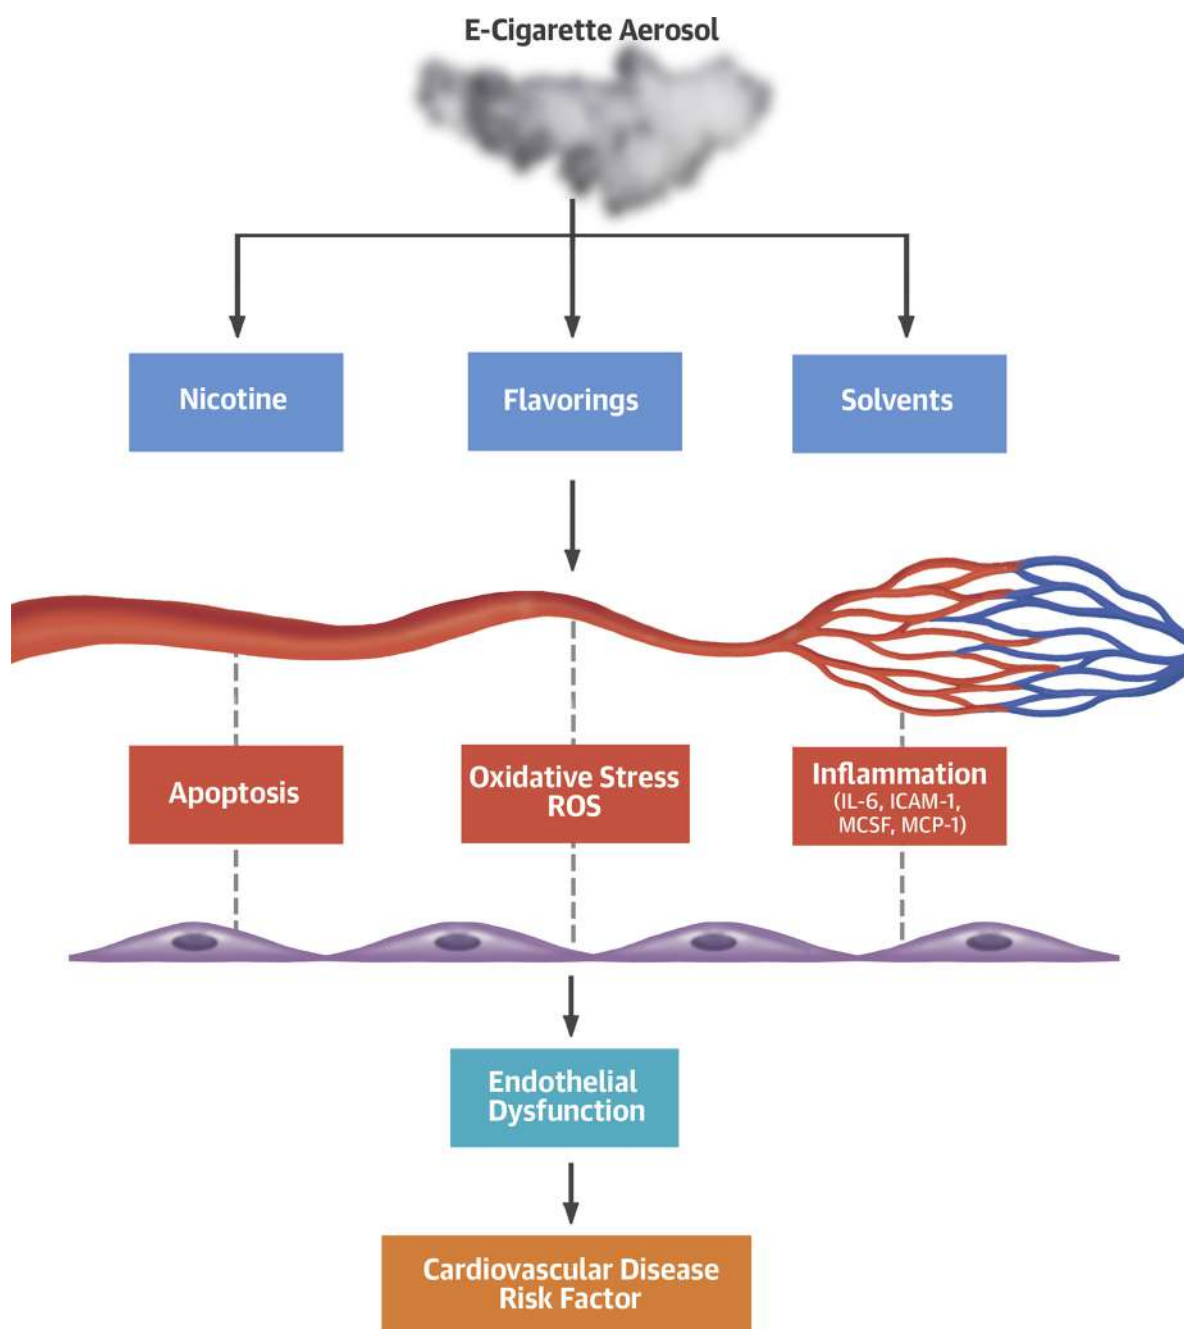 E-Cigarette Aerosol
Nicotine
Flavorings
Solvents
Apoptosis
Oxidative Stress
ROS
Inflammation
(IL-6, ICAM-1,
MCSF, MCP-1)
Endothelial
Dysfunction
Cardiovascular Disease
Risk Factor